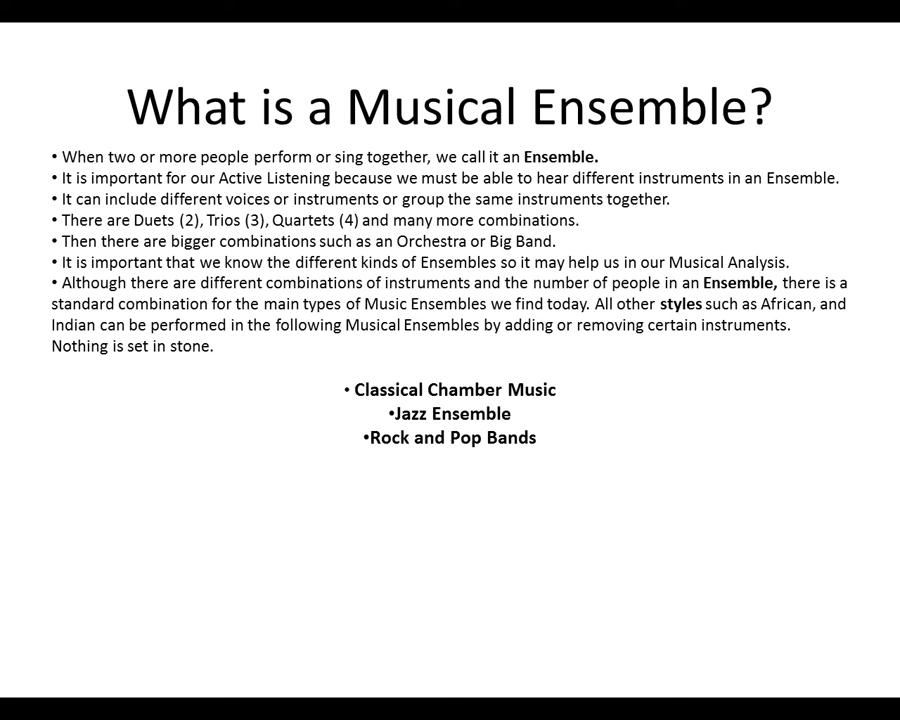 What is a Musical Ensemble?
• When two or more people perform or sing together, we call it an Ensemble.
• It is important for our Active Listening because we must be able to hear different instruments in an Ensemble.
• It can include different voices or instruments or group the same instruments together.
• There are Duets (2), Trios (3), Quartets (4) and many more combinations.
• Then there are bigger combinations such as an Orchestra or Big Band.
• It is important that we know the different kinds of Ensembles so it may help us in our Musical Analysis.
• Although there are different combinations of instruments and the number of people in an Ensemble, there is a
standard combination for the main types of Music Ensembles we find today. All other styles such as African, and
Indian can be performed in the following Musical Ensembles by adding or removing certain instruments.
Nothing is set in stone.
• Classical Chamber Music
•Jazz Ensemble
•Rock and Pop Bands